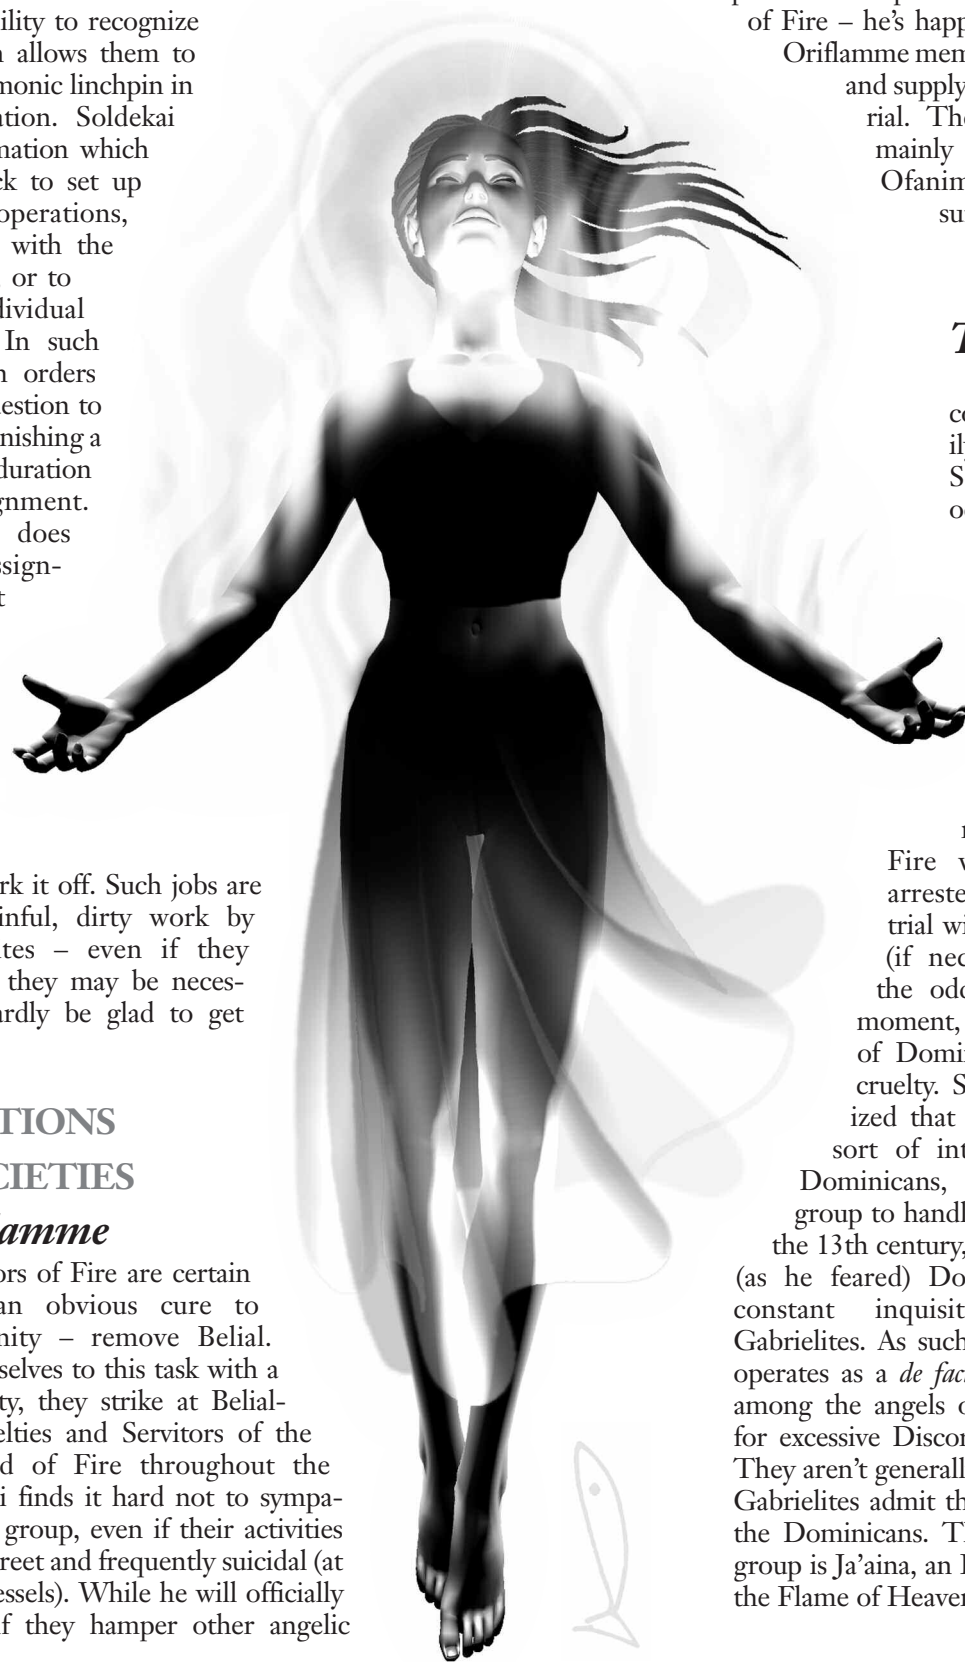 ility to recognize
allows them to
monic linchpin in
ation. Soldekai
mation which
ck to set up
operations,
with the
or to
dividual
In such
orders
estion to
nishing a
duration
gnment.
does
ssign-
t
rk it off. Such jobs are
inful, dirty work by
tes – even if they
they may be neces-
ardly be glad to get
TIONS
CIETIES
lamme
ors of Fire are certain
an obvious cure to
nity – remove Belial.
selves to this task with a
ty, they strike at Belial-
elties and Servitors of the
d of Fire throughout the
i finds it hard not to sympa-
group, even if their activities
reet and frequently suicidal (at
essels). While he will officially
if they hamper other angelic
of Fire – he's happ
Oriflamme mem
and supply
rial. The
mainly
Ofanim
su
T
co
il
S
o
Fire w
arreste
trial wi
(if nec
the odd
moment,
of Domi
cruelty. S
ized that
sort of int
Dominicans,
group to handl
the 13th century,
(as he feared) Do
constant inquisit
Gabrielites. As such
operates as a de fac
among the angels o
for excessive Discor
They aren't generall
Gabrielites admit th
the Dominicans. Th
group is Ja'aina, an
the Flame of Heaven